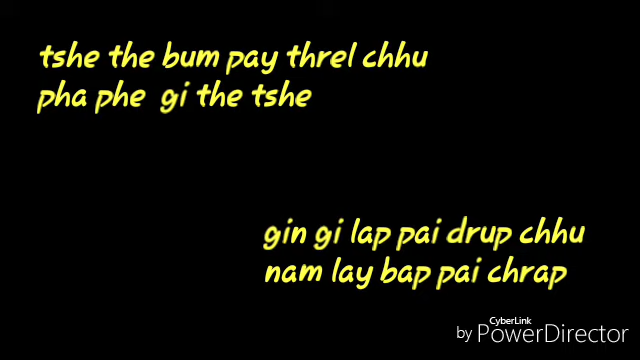 tshe the bum pay threl chhu
pha phe gi the tshe
gin gi lap pai drup chhu
nam lay bap pai chrap
CyberLink
by PowerDirector